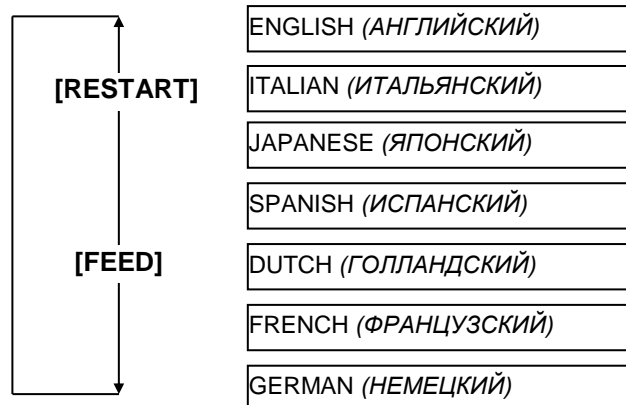 ENGLISH (АНГЛИЙСКИЙ)
[RESTART]
ITALIAN (ИТАЛЬЯНСКИЙ)
JAPANESE (ЯПОНСКИЙ)
SPANISH (ИСПАНСКИЙ)
[FEED]
DUTCH (ГОЛЛАНДСКИЙ)
FRENCH (ФРАНЦУЗСКИЙ)
GERMAN (НЕМЕЦКИЙ)